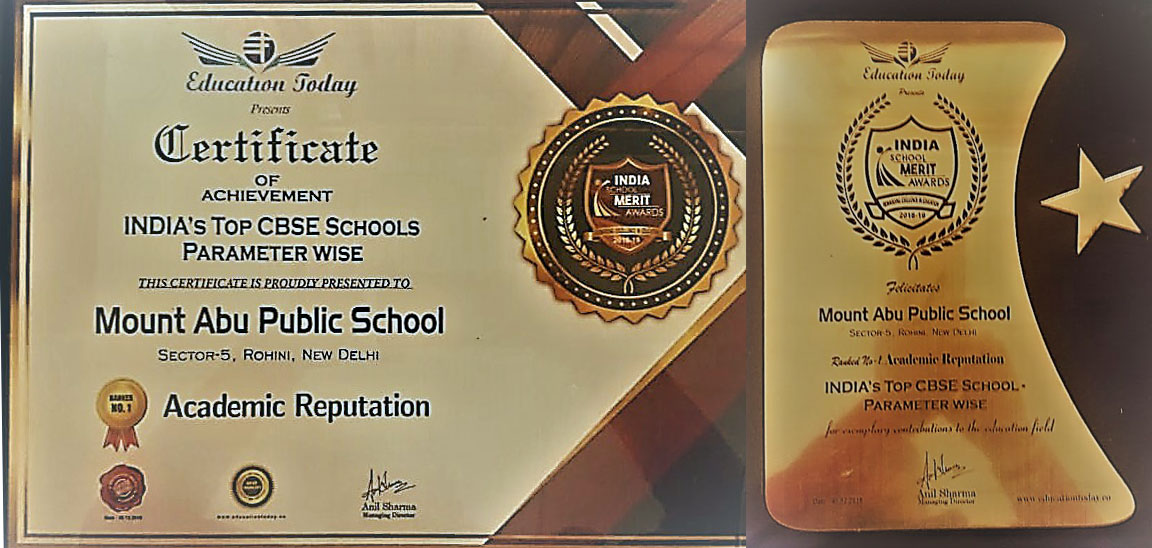 Education Today
Presents
Certificate
OF
ACHIEVEMENT
INDIA's TOP CBSE SCHOOLS
PARAMETER WISE
THIS CERTIFICATE IS PROUDLY PRESENTED TO
Mount Abu Public School
SECTOR-5, ROHINI, NEW DELHI
RANKED
NO.1
Academic Reputation
www.educationtoday.co
Anil Sharma
Managing Director
INDIA
SCHOOL
MERIT
AWARDS
2018-19
Education Today
Presents
INDIA
SCHOOL
MERIT
AWARDS
2018-19
Felicitates
Mount Abu Public School
SECTOR-5, ROHINI, NEW DELHI
Ranked No-1 Academic Reputation
INDIA's TOP CBSE SCHOOL-
PARAMETER WISE
for exemplary contributions to the education field
Anil Sharma
Managing Director
www.educationtoday.co